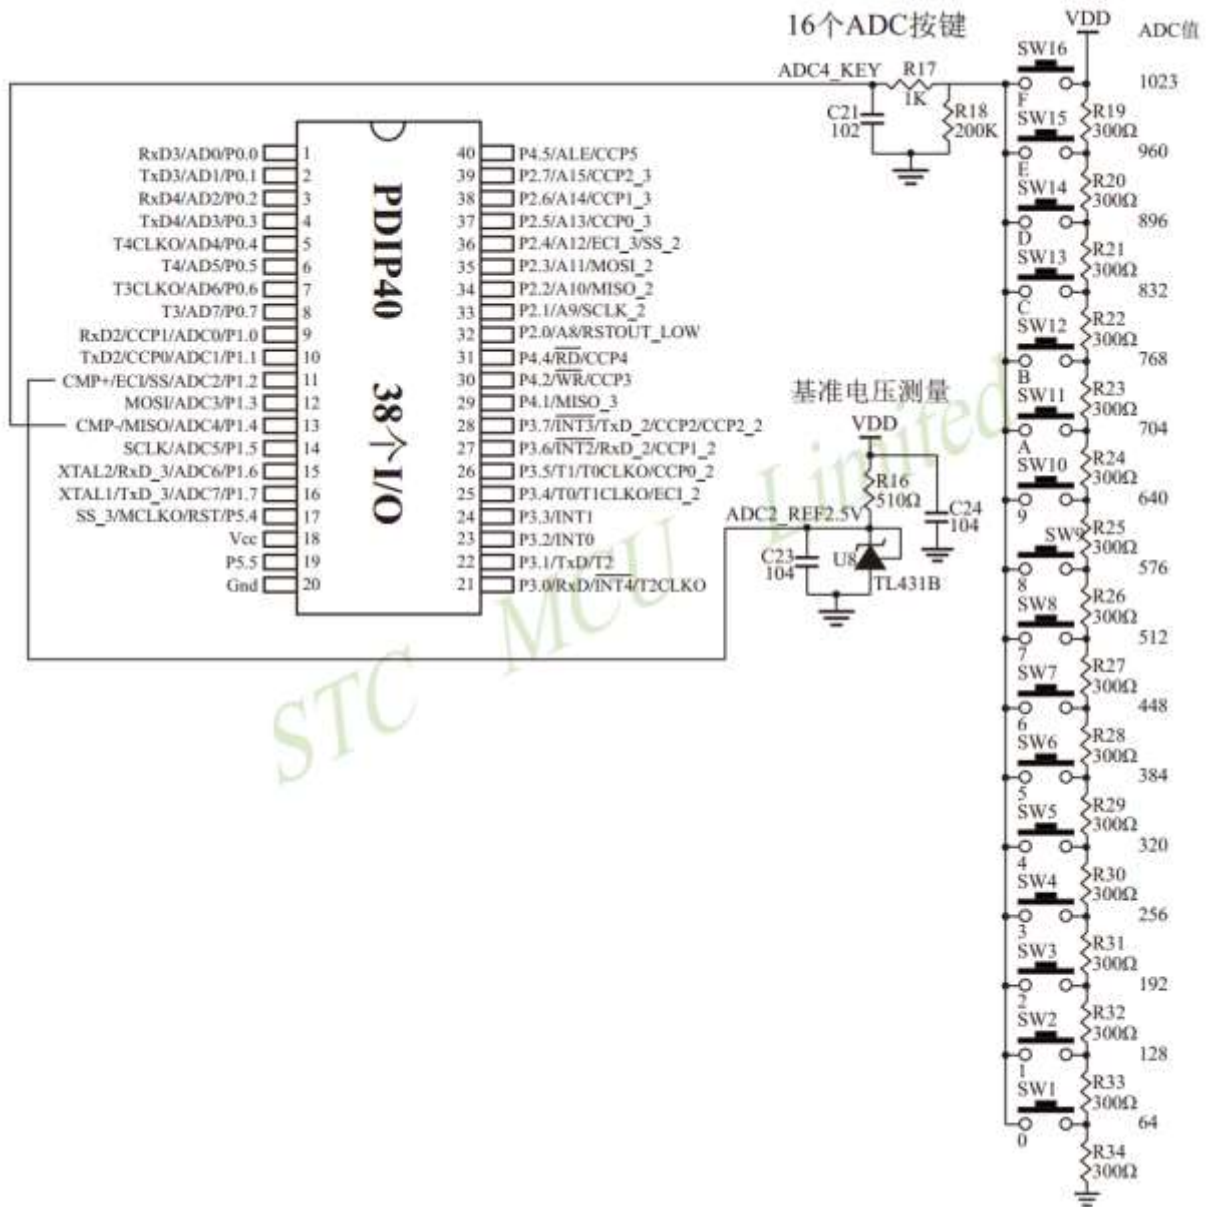 16个ADC按键
VDD
ADC值
ADC4_KEY
R17
1K
C21
102
R18
200K
SW16
F
1023
R19
300Ω
SW15
E
960
R20
300Ω
SW14
D
896
R21
300Ω
SW13
C
832
R22
300Ω
SW12
B
768
R23
300Ω
SW11
A
704
R24
300Ω
SW10
9
640
R25
300Ω
SW9
8
576
R26
300Ω
SW8
7
512
R27
300Ω
SW7
6
448
R28
300Ω
SW6
5
384
R29
300Ω
SW5
4
320
R30
300Ω
SW4
3
256
R31
300Ω
SW3
2
192
R32
300Ω
SW2
1
128
R33
300Ω
SW1
0
64
R34
300Ω
PDIP40 38个I/O
RxD3/AD0/P0.0 1
TxD3/AD1/P0.1 2
RxD4/AD2/P0.2 3
TxD4/AD3/P0.3 4
T4CLKO/AD4/P0.4 5
T4/AD5/P0.5 6
T3CLKO/AD6/P0.6 7
T3/AD7/P0.7 8
RxD2/CCP1/ADC0/P1.0 9
TxD2/CCP0/ADC1/P1.1 10
CMP+/ECI/SS/ADC2/P1.2 11
MOSI/ADC3/P1.3 12
CMP-/MISO/ADC4/P1.4 13
SCLK/ADC5/P1.5 14
XTAL2/RxD_3/ADC6/P1.6 15
XTAL1/TxD_3/ADC7/P1.7 16
SS_3/MCLKO/RST/P5.4 17
Vcc 18
P5.5 19
Gnd 20
40 P4.5/ALE/CCP5
39 P2.7/A15/CCP2_3
38 P2.6/A14/CCP1_3
37 P2.5/A13/CCP0_3
36 P2.4/A12/ECI_3/SS_2
35 P2.3/A11/MOSI_2
34 P2.2/A10/MISO_2
33 P2.1/A9/SCLK_2
32 P2.0/A8/RSTOUT_LOW
31 P4.4/RD/CCP4
30 P4.2/WR/CCP3
29 P4.1/MISO_3
28 P3.7/INT3/TxD_2/CCP2/CCP2_2
27 P3.6/INT2/RxD_2/CCP1_2
26 P3.5/T1/T0CLKO/CCP0_2
25 P3.4/T0/T1CLKO/ECI_2
24 P3.3/INT1
23 P3.2/INT0
22 P3.1/TxD/T2
21 P3.0/RxD/INT4/T2CLKO
基准电压测量
VDD
R16
510Ω
ADC2_REF2.5V
C24
104
C23
104
U8
TL431B
STC MCU Limited